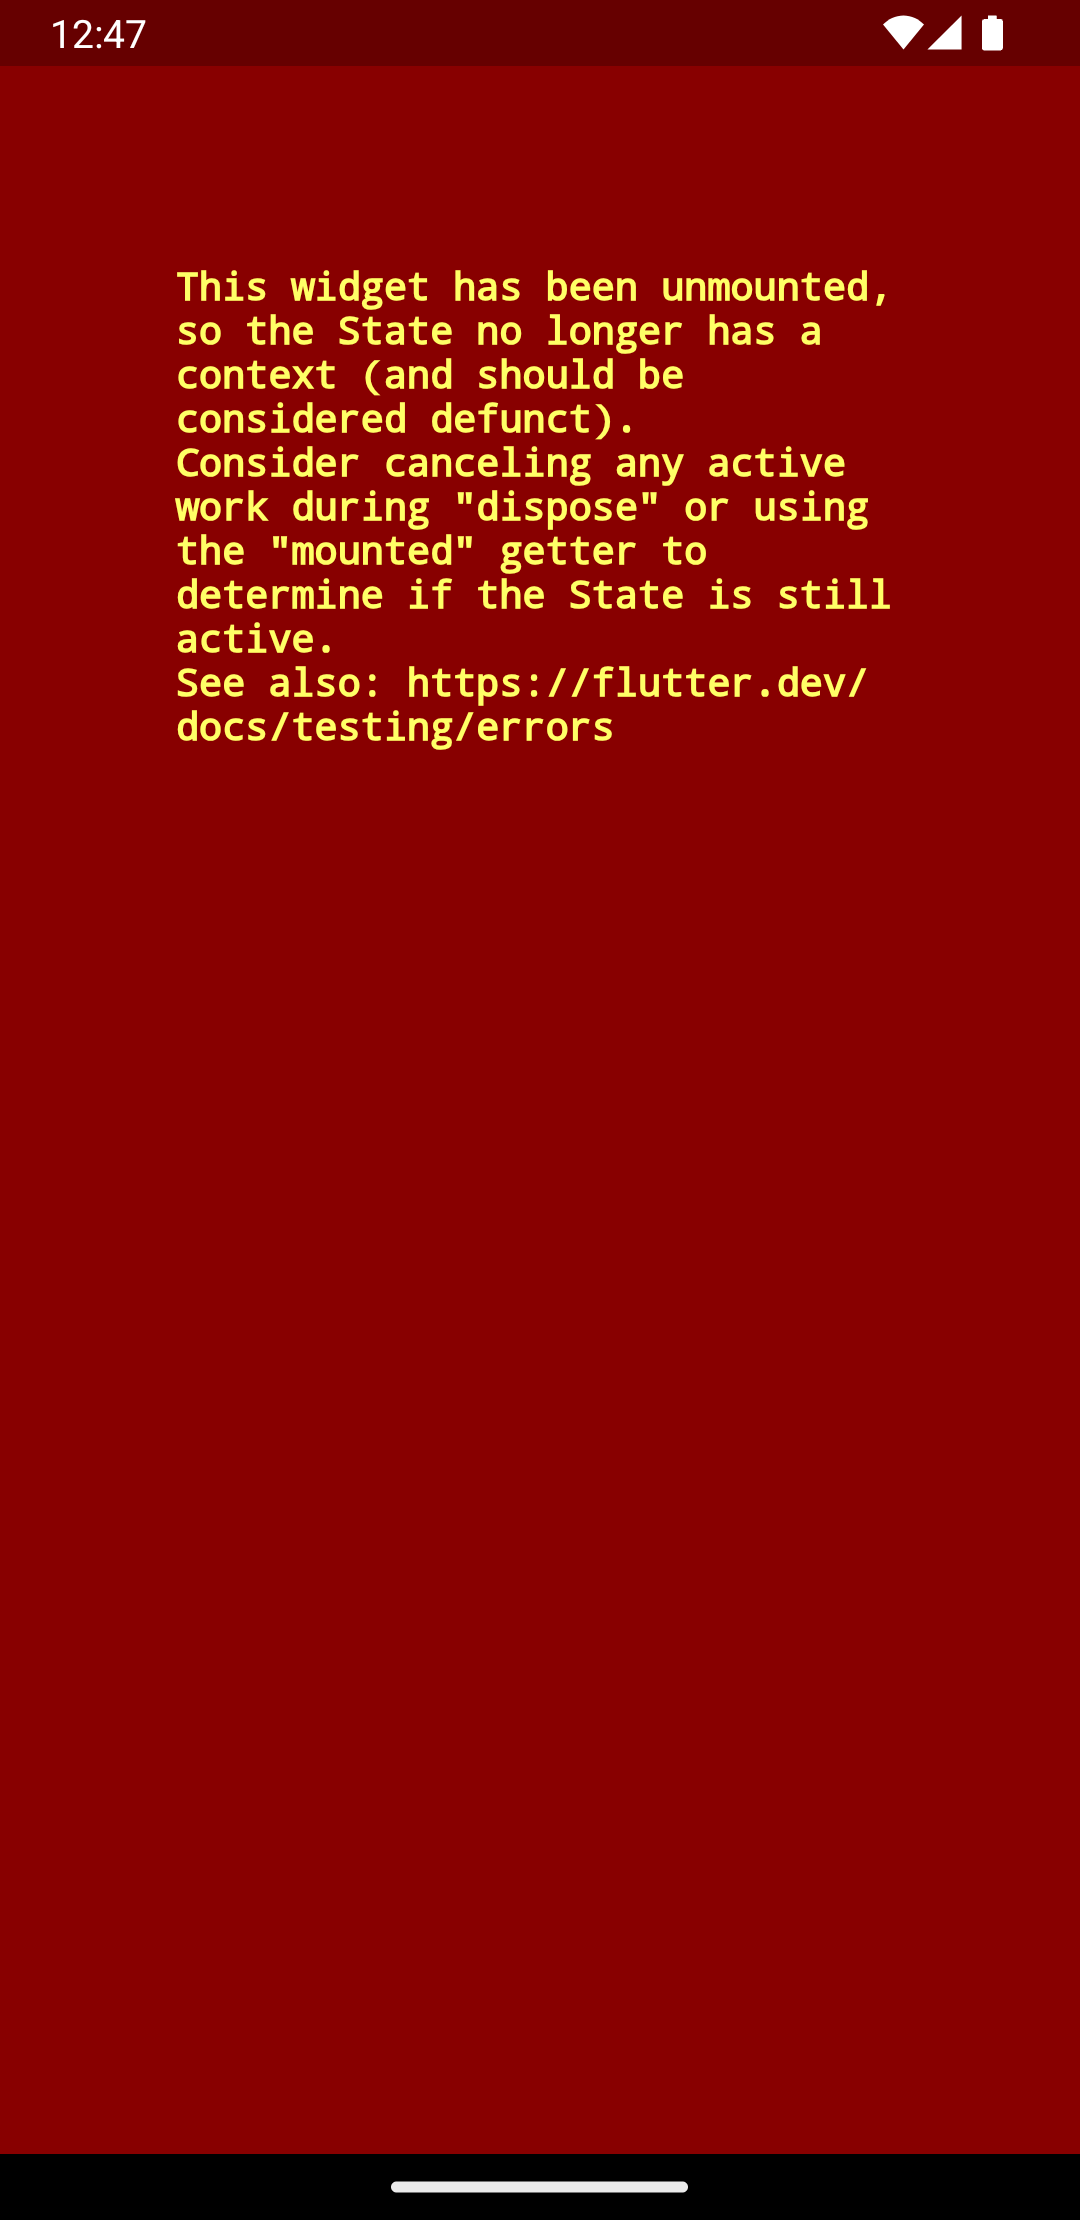 12:47
This widget has been unmounted,
so the State no longer has a
context (and should be
considered defunct).
Consider canceling any active
work during "dispose" or using
the "mounted" getter to
determine if the State is still
active.
See also: https://flutter.dev/
docs/testing/errors